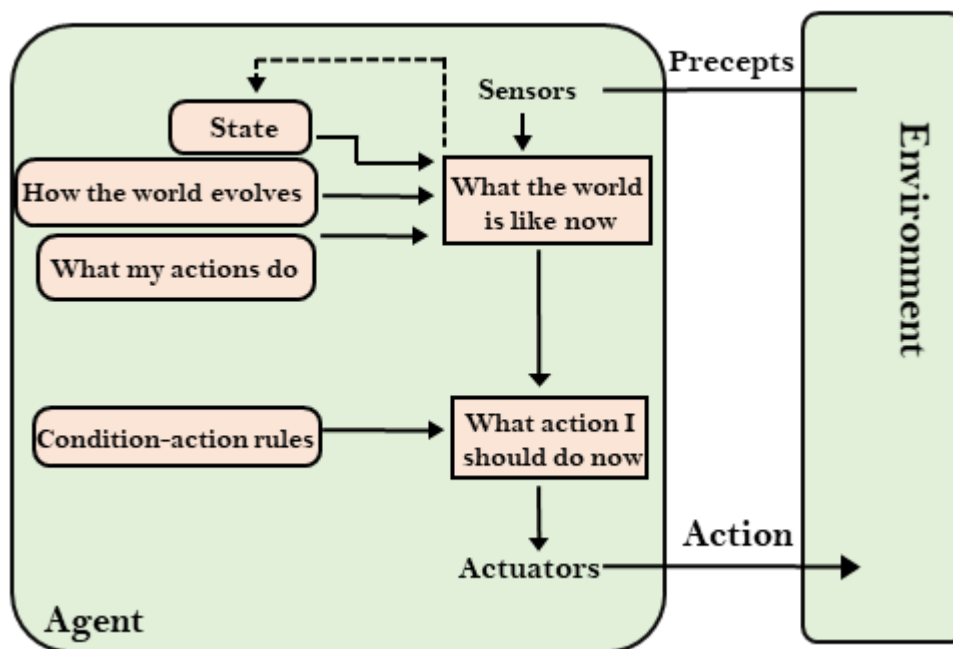 Precepts
Sensors
State
How the world evolves
What my actions do
What the world
is like now
Environment
Condition-action rules
What action I
should do now
Action
Actuators
Agent